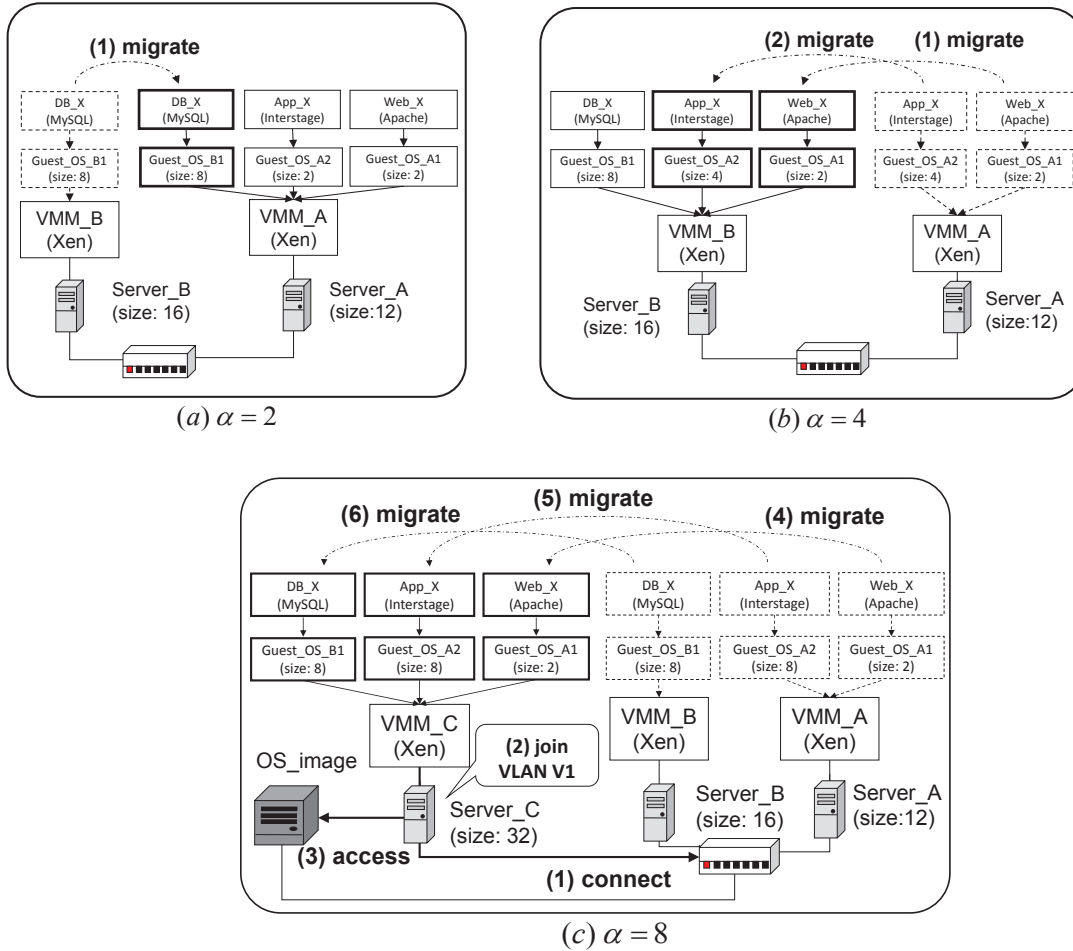 (1) migrate
DB_X
(MySQL)
DB_X
(MySQL)
App_X
(Interstage)
Web_X
(Apache)
Guest_OS_B1
(size: 8)
Guest_OS_B1
(size: 8)
Guest_OS_A2
(size: 2)
Guest_OS_A1
(size: 2)
VMM_B
(Xen)
VMM_A
(Xen)
Server_B
(size: 16)
Server_A
(size:12)
(a) α = 2
(2) migrate
(1) migrate
DB_X
(MySQL)
App_X
(Interstage)
Web_X
(Apache)
App_X
(Interstage)
Web_X
(Apache)
Guest_OS_B1
(size: 8)
Guest_OS_A2
(size: 4)
Guest_OS_A1
(size: 2)
Guest_OS_A2
(size: 4)
Guest_OS_A1
(size: 2)
VMM_B
(Xen)
VMM_A
(Xen)
Server_B
(size: 16)
Server_A
(size:12)
(b) α = 4
(6) migrate
(5) migrate
(4) migrate
DB_X
(MySQL)
App_X
(Interstage)
Web_X
(Apache)
DB_X
(MySQL)
App_X
(Interstage)
Web_X
(Apache)
Guest_OS_B1
(size: 8)
Guest_OS_A2
(size: 8)
Guest_OS_A1
(size: 2)
Guest_OS_B1
(size: 8)
Guest_OS_A2
(size: 8)
Guest_OS_A1
(size: 2)
VMM_C
(Xen)
VMM_B
(Xen)
VMM_A
(Xen)
(2) join
VLAN V1
OS_image
Server_C
(size: 32)
Server_B
(size: 16)
Server_A
(size:12)
(3) access
(1) connect
(c) α = 8